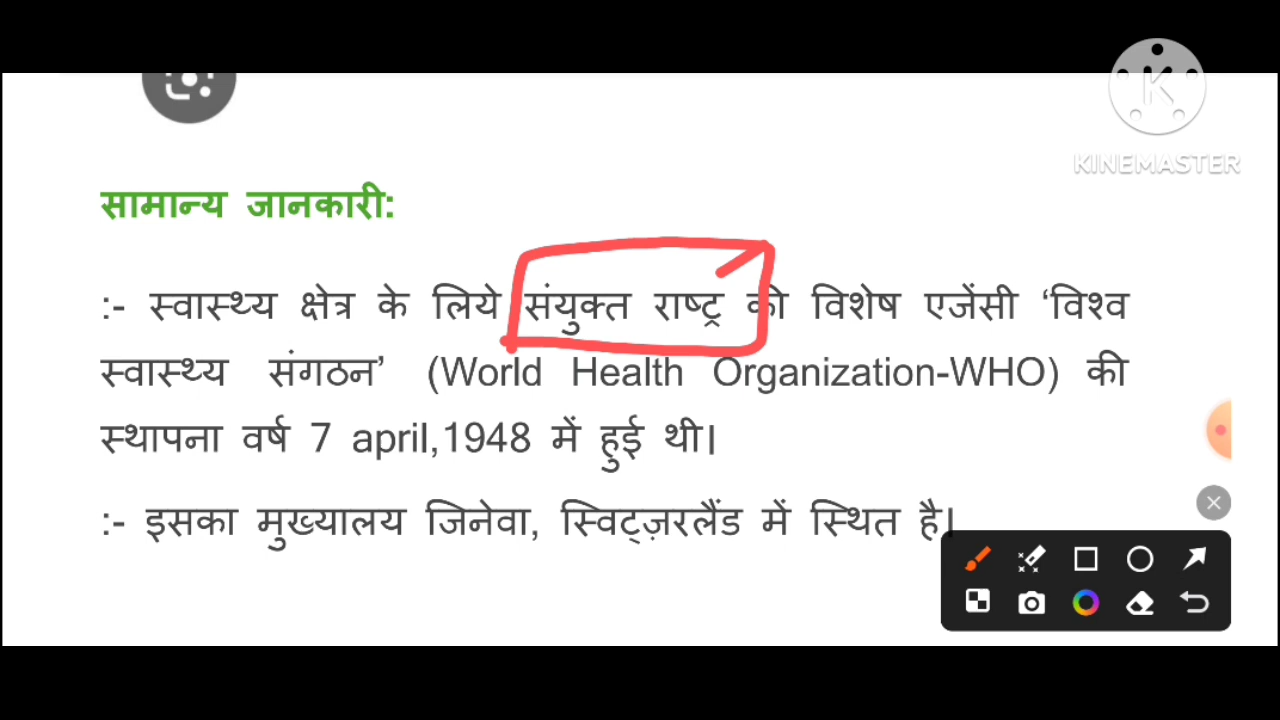 KINEMASTER
सामान्य जानकारी:
:- स्वास्थ्य क्षेत्र के लिये संयुक्त राष्ट्र की विशेष एजेंसी ‘विश्व
स्वास्थ्य संगठन’ (World Health Organization-WHO) की
स्थापना वर्ष 7 april,1948 में हुई थी।
:- इसका मुख्यालय जिनेवा, स्विट्ज़रलैंड में स्थित है।